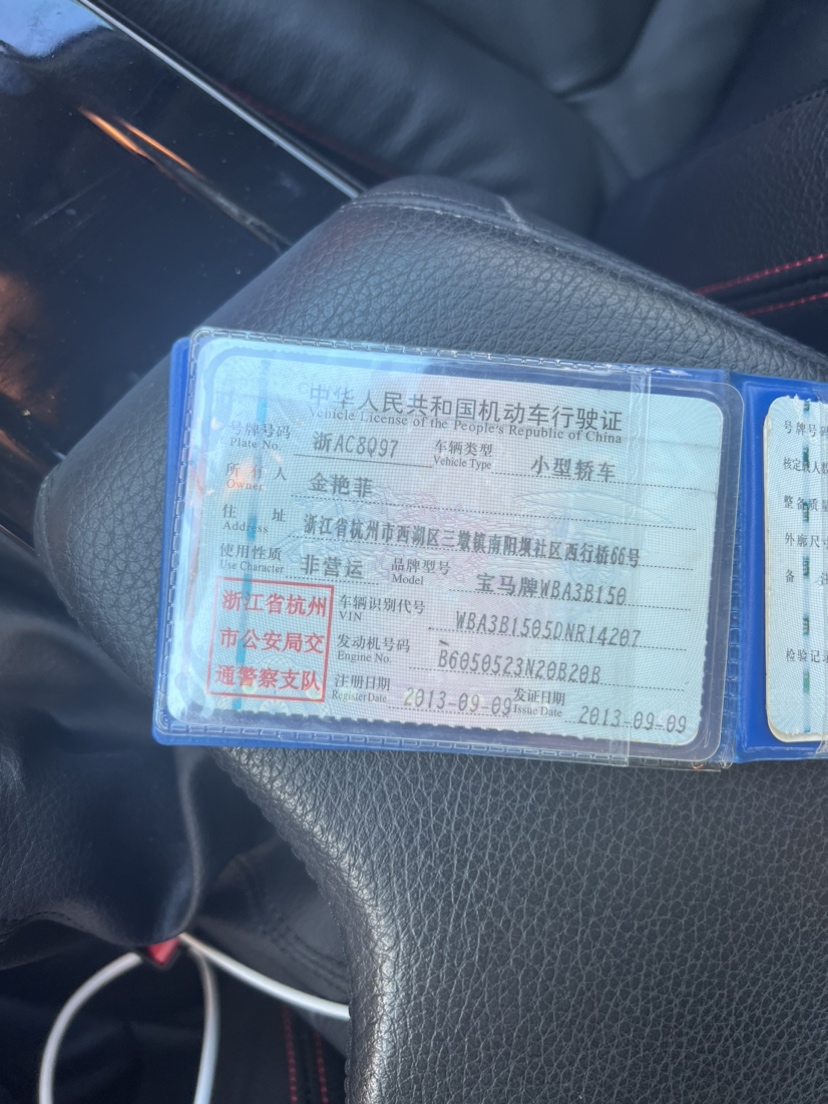 中华人民共和国机动车行驶证
Vehicle License of the People's Republic of China
号牌号码 浙AC8Q97 车辆类型 小型轿车
Plate No. Vehicle Type
所有人 金艳菲
Owner
住址 浙江省杭州市西湖区三墩镇南阳坝社区西行桥66号
Address
使用性质 非营运 品牌型号 宝马牌WBA3B150
Use Character Model
浙江省杭州
市公安局交
通警察支队
车辆识别代号 WBA3B1505DNR14207
VIN
发动机号码 B6050523N20B20B
Engine No.
注册日期 2013-09-09 发证日期 2013-09-09
Register Date Issue Date
号牌号码
核定载人数
整备质量
外廓尺寸
备注
检验记录